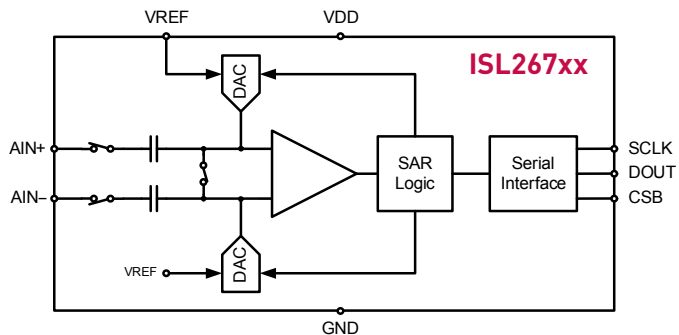 VREF
VDD
ISL267xx
DAC
AIN+
SAR
Logic
Serial
Interface
SCLK
DOUT
CSB
AIN–
DAC
VREF
GND